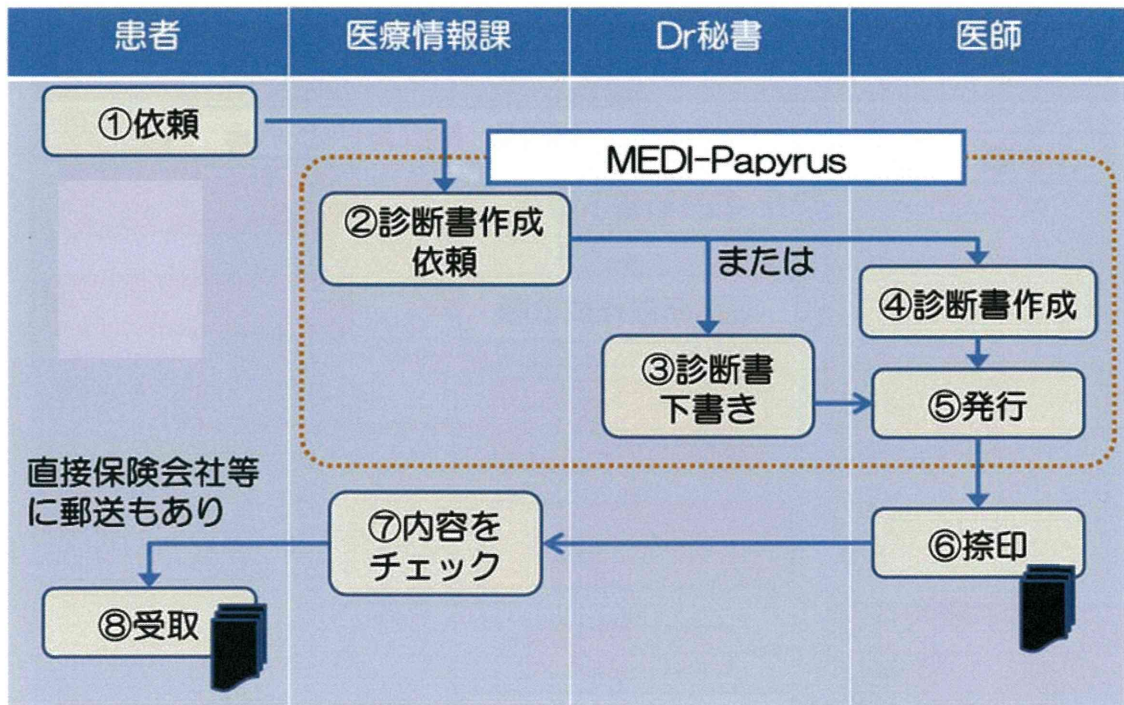 患者
医療情報課
Dr秘書
医師
①依頼
MEDI-Papyrus
②診断書作成
依頼
または
④診断書作成
③診断書
下書き
⑤発行
直接保険会社等
に郵送もあり
⑦内容を
チェック
⑥捺印
⑧受取